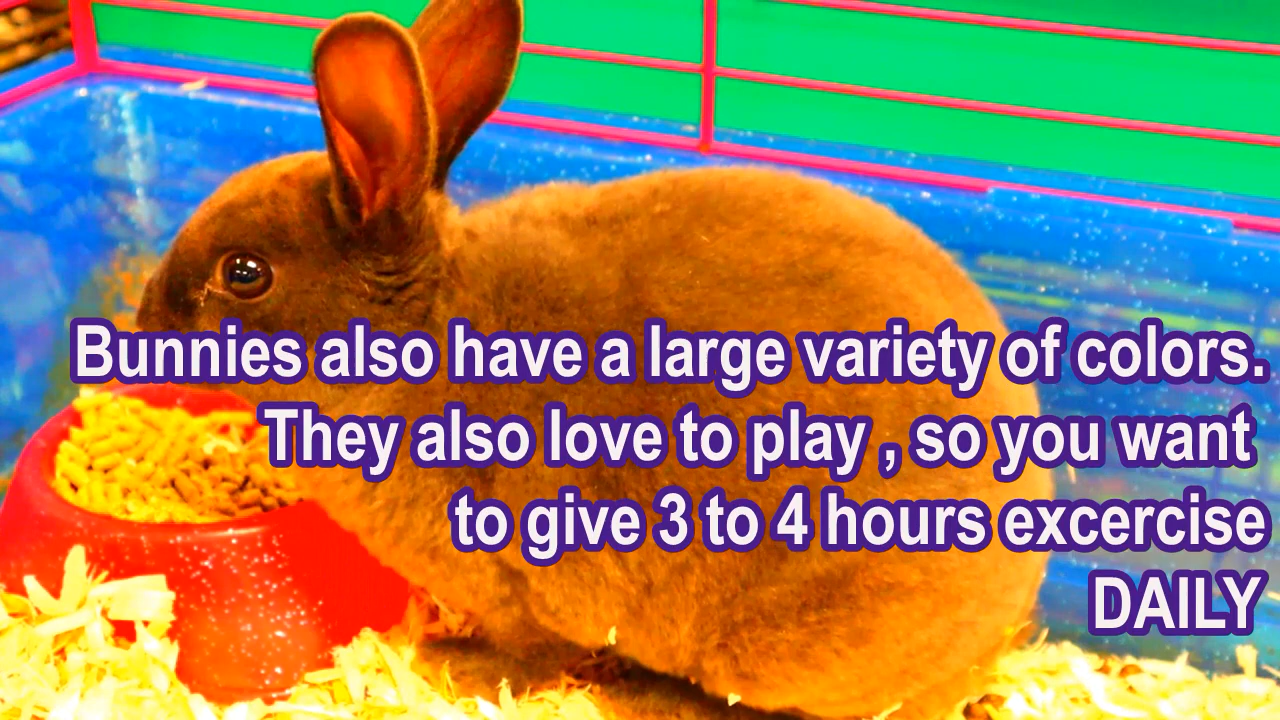 Bunnies also have a large variety of colors.
They also love to play , so you want
to give 3 to 4 hours excercise
DAILY